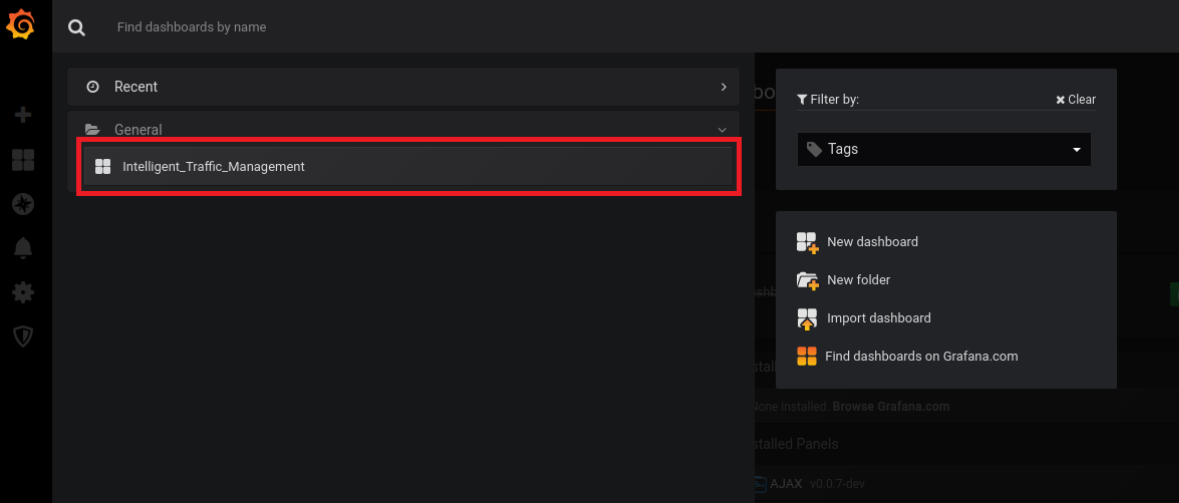 Find dashboards by name
Recent
General
Intelligent_Traffic_Management
Filter by:
Clear
Tags
New dashboard
New folder
Import dashboard
Find dashboards on Grafana.com
None installed. Browse Grafana.com
stalled Panels
AJAX v0.0.7-dev